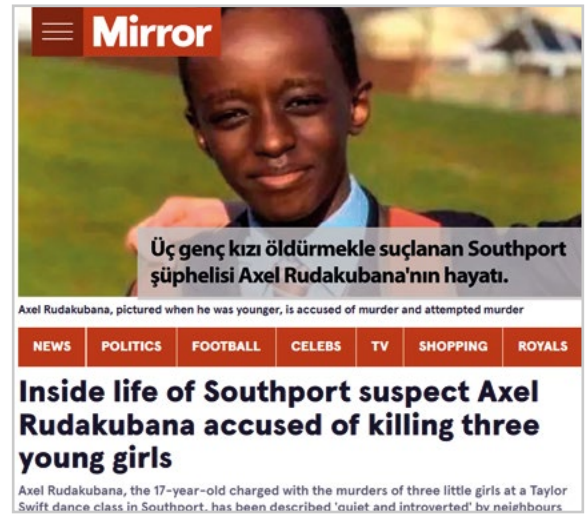 Mirror
Üç genç kızı öldürmekle suçlanan Southport
şüphelisi Axel Rudakubana'nın hayatı.
Axel Rudakubana, pictured when he was younger, is accused of murder and attempted murder
NEWS POLITICS FOOTBALL CELEBS TV SHOPPING ROYALS
Inside life of Southport suspect Axel
Rudakubana accused of killing three
young girls
Axel Rudakubana, the 17-year-old charged with the murders of three little girls at a Taylor
Swift dance class in Southport, has been described 'quiet and introverted' by neighbours